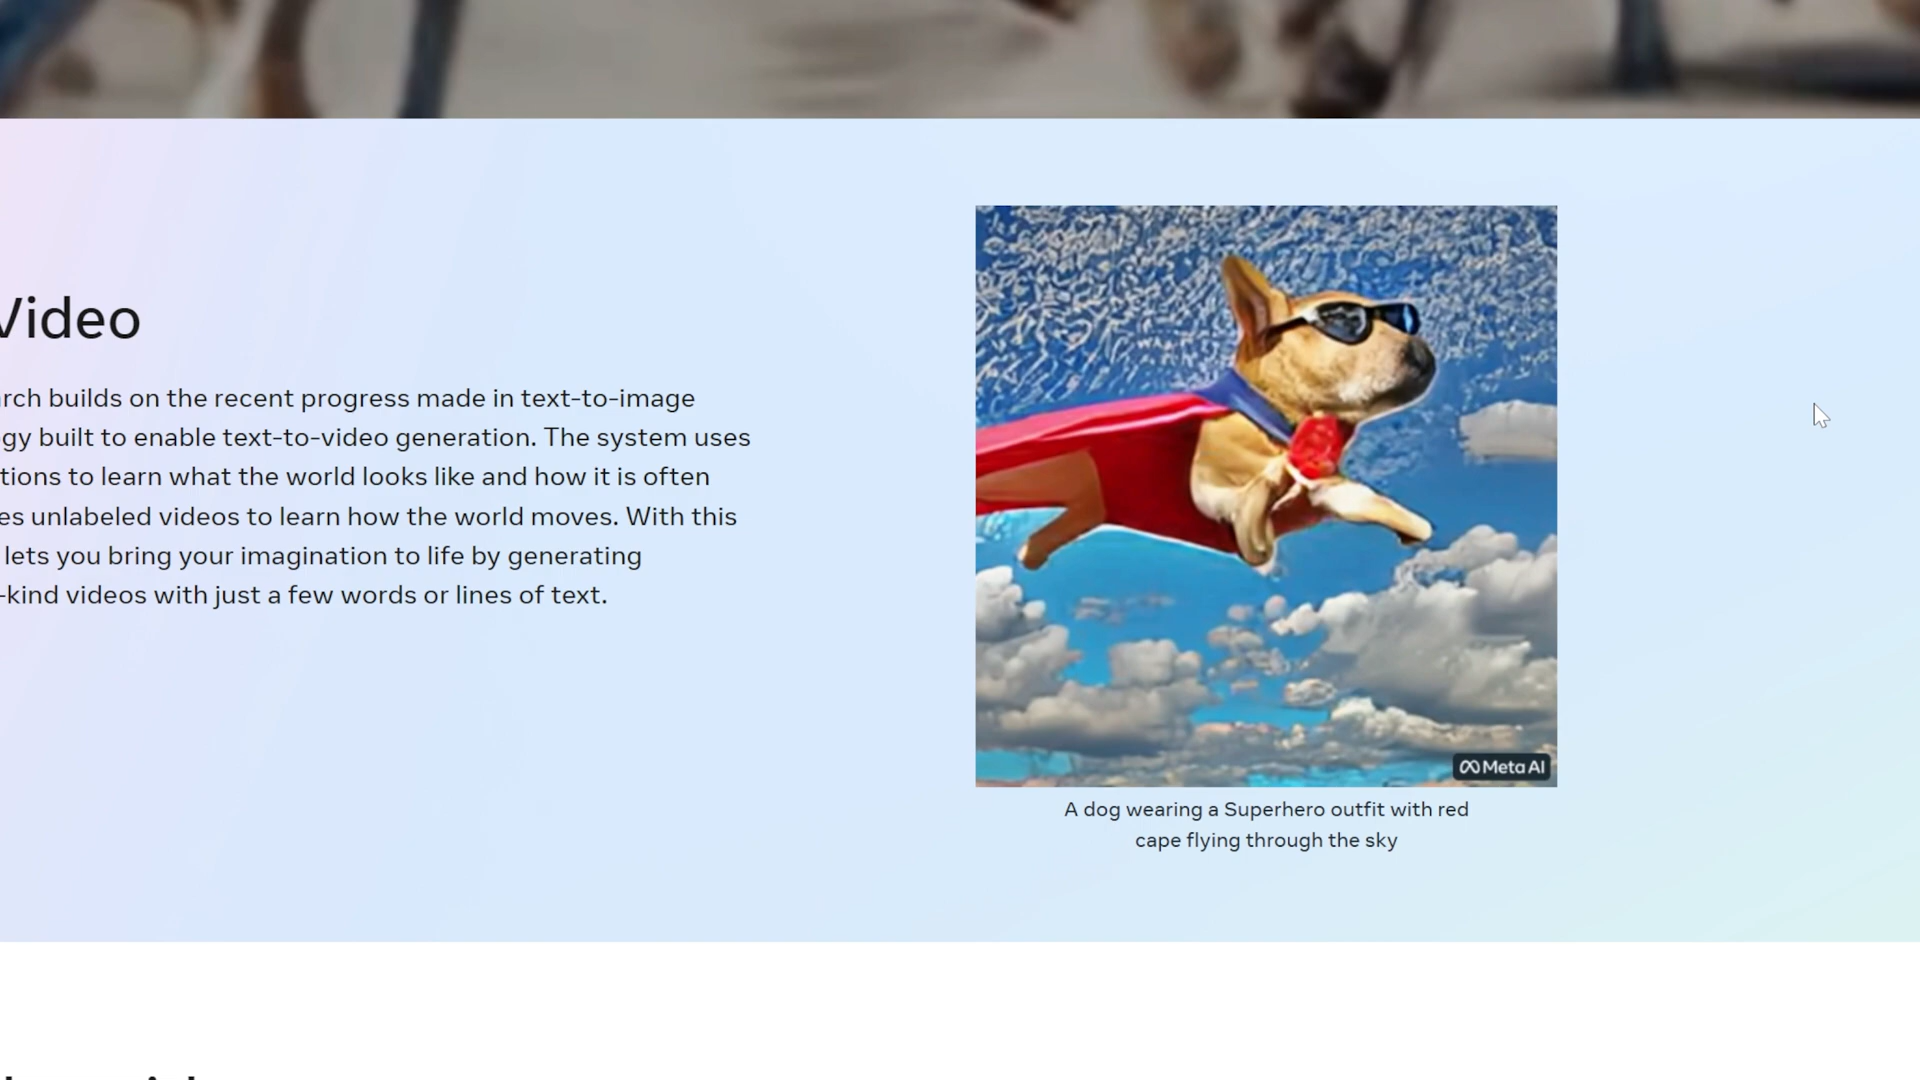 Video
arch builds on the recent progress made in text-to-image
gy built to enable text-to-video generation. The system uses
tions to learn what the world looks like and how it is often
es unlabeled videos to learn how the world moves. With this
lets you bring your imagination to life by generating
-kind videos with just a few words or lines of text.
Meta AI
A dog wearing a Superhero outfit with red
cape flying through the sky